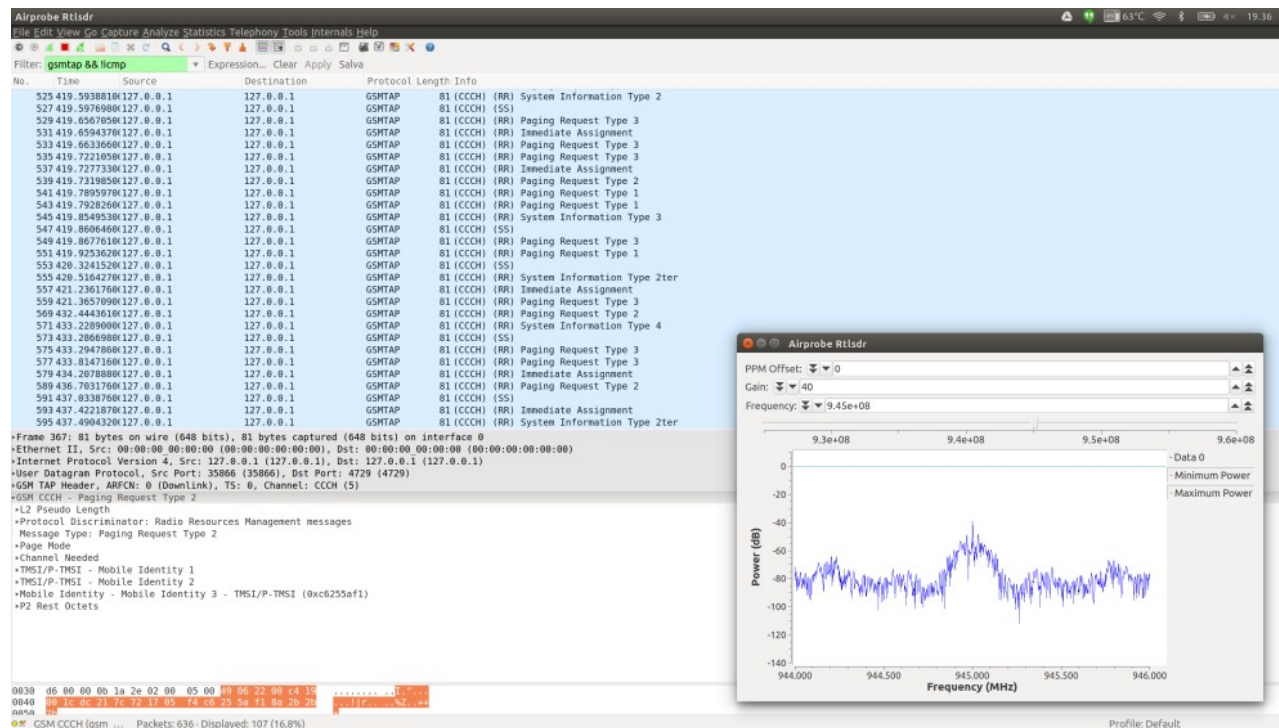 Airprobe Rtlsdr
63°C
19.36
File Edit View Go Capture Analyze Statistics Telephony Tools Internals Help
Filter: gsmtap && !icmp Expression... Clear Apply Salva
No. Time Source Destination Protocol Length Info
525 419.5938810(127.0.0.1 127.0.0.1 GSMTAP 81 (CCCH) (RR) System Information Type 2
527 419.5976980(127.0.0.1 127.0.0.1 GSMTAP 81 (CCCH) (SS)
529 419.6567050(127.0.0.1 127.0.0.1 GSMTAP 81 (CCCH) (RR) Paging Request Type 3
531 419.6594370(127.0.0.1 127.0.0.1 GSMTAP 81 (CCCH) (RR) Immediate Assignment
533 419.6633660(127.0.0.1 127.0.0.1 GSMTAP 81 (CCCH) (RR) Paging Request Type 3
535 419.7221050(127.0.0.1 127.0.0.1 GSMTAP 81 (CCCH) (RR) Paging Request Type 3
537 419.7277330(127.0.0.1 127.0.0.1 GSMTAP 81 (CCCH) (RR) Immediate Assignment
539 419.7319850(127.0.0.1 127.0.0.1 GSMTAP 81 (CCCH) (RR) Paging Request Type 2
541 419.7895970(127.0.0.1 127.0.0.1 GSMTAP 81 (CCCH) (RR) Paging Request Type 1
543 419.7928260(127.0.0.1 127.0.0.1 GSMTAP 81 (CCCH) (RR) Paging Request Type 1
545 419.8549530(127.0.0.1 127.0.0.1 GSMTAP 81 (CCCH) (RR) System Information Type 3
547 419.8606460(127.0.0.1 127.0.0.1 GSMTAP 81 (CCCH) (SS)
549 419.8677610(127.0.0.1 127.0.0.1 GSMTAP 81 (CCCH) (RR) Paging Request Type 3
551 419.9253620(127.0.0.1 127.0.0.1 GSMTAP 81 (CCCH) (RR) Paging Request Type 1
553 420.3241520(127.0.0.1 127.0.0.1 GSMTAP 81 (CCCH) (SS)
555 420.5164270(127.0.0.1 127.0.0.1 GSMTAP 81 (CCCH) (RR) System Information Type 2ter
557 421.2361760(127.0.0.1 127.0.0.1 GSMTAP 81 (CCCH) (RR) Immediate Assignment
559 421.3657090(127.0.0.1 127.0.0.1 GSMTAP 81 (CCCH) (RR) Paging Request Type 3
569 432.4443610(127.0.0.1 127.0.0.1 GSMTAP 81 (CCCH) (RR) Paging Request Type 2
571 433.2289000(127.0.0.1 127.0.0.1 GSMTAP 81 (CCCH) (RR) System Information Type 4
573 433.2866980(127.0.0.1 127.0.0.1 GSMTAP 81 (CCCH) (SS)
575 433.2947860(127.0.0.1 127.0.0.1 GSMTAP 81 (CCCH) (RR) Paging Request Type 3
577 433.8147160(127.0.0.1 127.0.0.1 GSMTAP 81 (CCCH) (RR) Paging Request Type 3
579 434.2078880(127.0.0.1 127.0.0.1 GSMTAP 81 (CCCH) (RR) Immediate Assignment
589 436.7031760(127.0.0.1 127.0.0.1 GSMTAP 81 (CCCH) (RR) Paging Request Type 2
591 437.0338760(127.0.0.1 127.0.0.1 GSMTAP 81 (CCCH) (SS)
593 437.4221870(127.0.0.1 127.0.0.1 GSMTAP 81 (CCCH) (RR) Immediate Assignment
595 437.4904320(127.0.0.1 127.0.0.1 GSMTAP 81 (CCCH) (RR) System Information Type 2ter
Frame 367: 81 bytes on wire (648 bits), 81 bytes captured (648 bits) on interface 0
Ethernet II, Src: 00:00:00_00:00:00 (00:00:00:00:00:00), Dst: 00:00:00_00:00:00 (00:00:00:00:00:00)
Internet Protocol Version 4, Src: 127.0.0.1 (127.0.0.1), Dst: 127.0.0.1 (127.0.0.1)
User Datagram Protocol, Src Port: 35866 (35866), Dst Port: 4729 (4729)
GSM TAP Header, ARFCN: 0 (Downlink), TS: 0, Channel: CCCH (5)
GSM CCCH - Paging Request Type 2
L2 Pseudo Length
Protocol Discriminator: Radio Resources Management messages
Message Type: Paging Request Type 2
Page Mode
Channel Needed
TMSI/P-TMSI - Mobile Identity 1
TMSI/P-TMSI - Mobile Identity 2
Mobile Identity - Mobile Identity 3 - TMSI/P-TMSI (0xc6255af1)
P2 Rest Octets
0030 d6 00 00 0b 1a 2e 02 00 05 00 49 06 22 00 c4 19 ........ ..I."...
0040 00 1c dc 21 7c 72 17 05 f4 c6 25 5a f1 8a 2b 2b ...!|r.. ..%Z..++
0050 2b
GSM CCCH (gsm_... Packets: 636 · Displayed: 107 (16,8%) Profile: Default
Airprobe Rtlsdr
PPM Offset: 0
Gain: 40
Frequency: 9.45e+08
9.3e+08 9.4e+08 9.5e+08 9.6e+08
Data 0
Minimum Power
Maximum Power
Power (dB)
0
-20
-40
-60
-80
-100
-120
-140
944.000 944.500 945.000 945.500 946.000
Frequency (MHz)